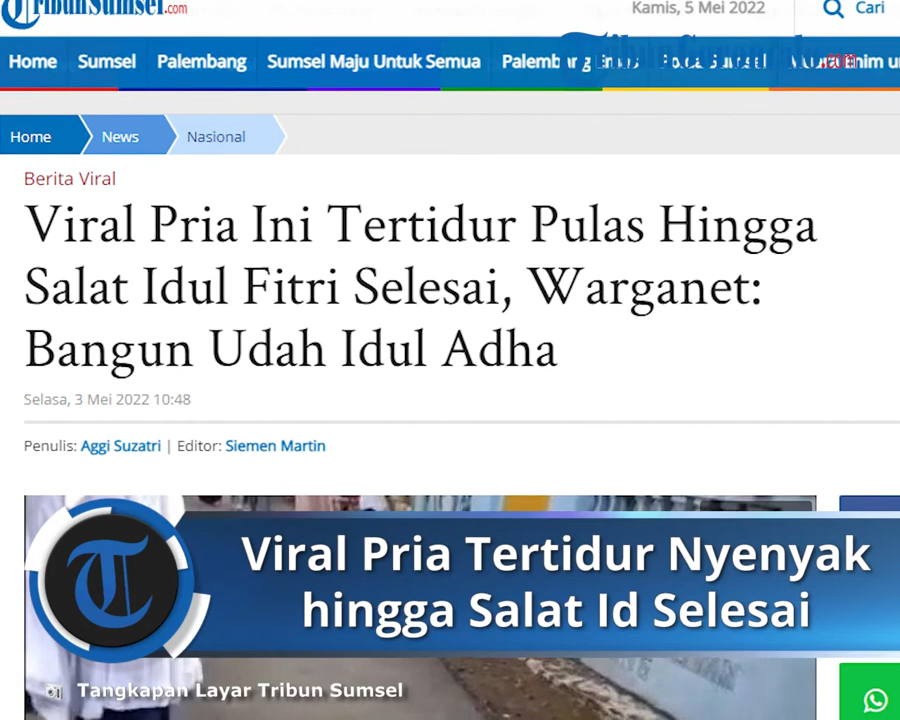 TribunSumsel.com
Kamis, 5 Mei 2022
Cari
Home Sumsel Palembang Sumsel Maju Untuk Semua
Home News Nasional
Berita Viral
Viral Pria Ini Tertidur Pulas Hingga
Salat Idul Fitri Selesai, Warganet:
Bangun Udah Idul Adha
Selasa, 3 Mei 2022 10:48
Penulis: Aggi Suzatri | Editor: Siemen Martin
Viral Pria Tertidur Nyenyak
hingga Salat Id Selesai
Tangkapan Layar Tribun Sumsel